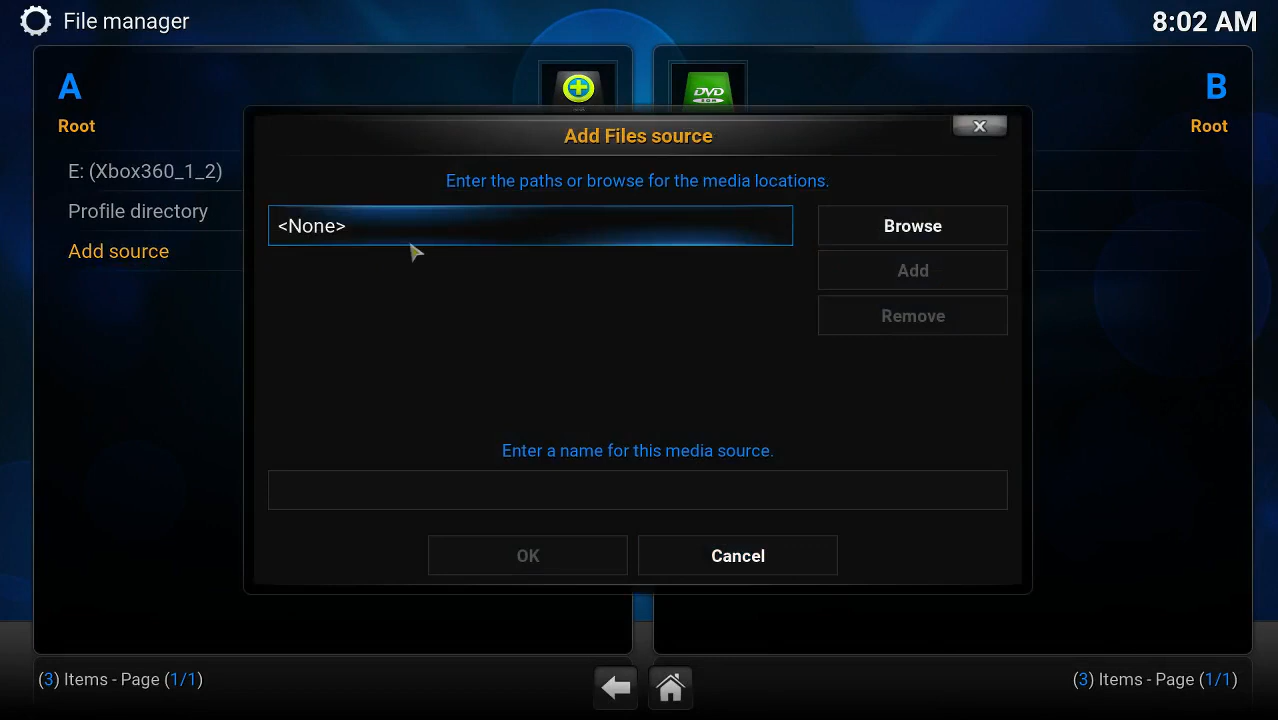 File manager
8:02 AM
A
B
Root
Root
DVD
E: (Xbox360_1_2)
Profile directory
Add source
Add Files source
Enter the paths or browse for the media locations.
<None>
Browse
Add
Remove
Enter a name for this media source.
OK
Cancel
(3) Items - Page (1/1)
(3) Items - Page (1/1)